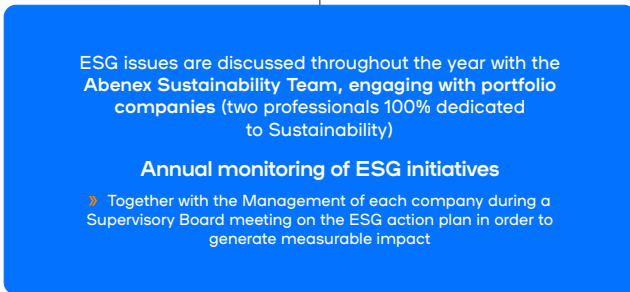 ESG issues are discussed throughout the year with the
Abenex Sustainability Team, engaging with portfolio
companies (two professionals 100% dedicated
to Sustainability)
Annual monitoring of ESG initiatives
» Together with the Management of each company during a
Supervisory Board meeting on the ESG action plan in order to
generate measurable impact